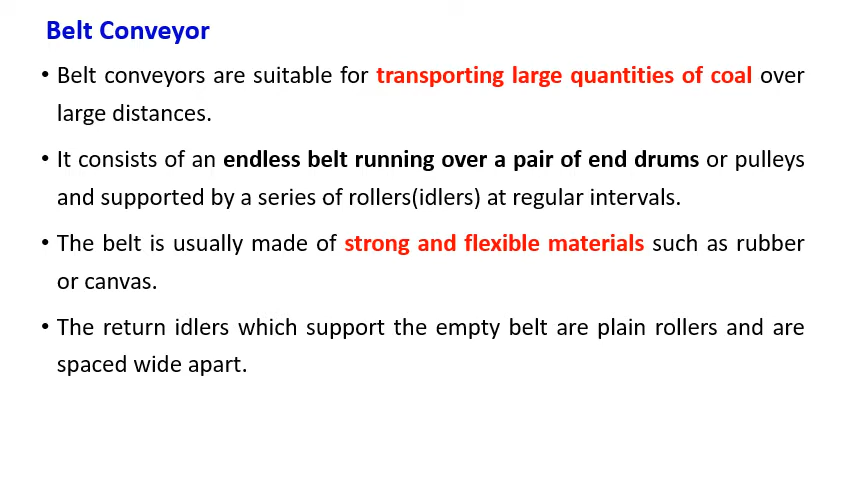 Belt Conveyor
• Belt conveyors are suitable for transporting large quantities of coal over
large distances.
• It consists of an endless belt running over a pair of end drums or pulleys
and supported by a series of rollers(idlers) at regular intervals.
• The belt is usually made of strong and flexible materials such as rubber
or canvas.
• The return idlers which support the empty belt are plain rollers and are
spaced wide apart.